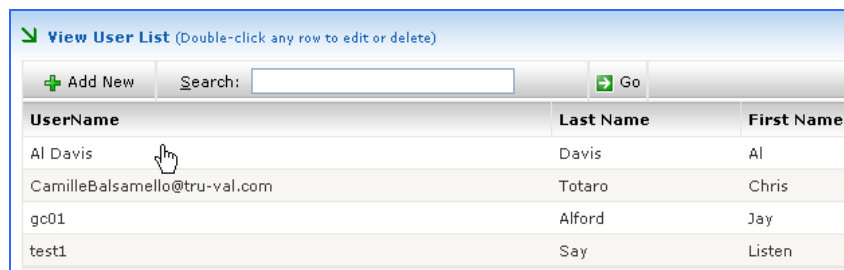 View User List (Double-click any row to edit or delete)
Add New Search: Go
UserName Last Name First Name
Al Davis Davis Al
CamilleBalsamello@tru-val.com Totaro Chris
gc01 Alford Jay
test1 Say Listen